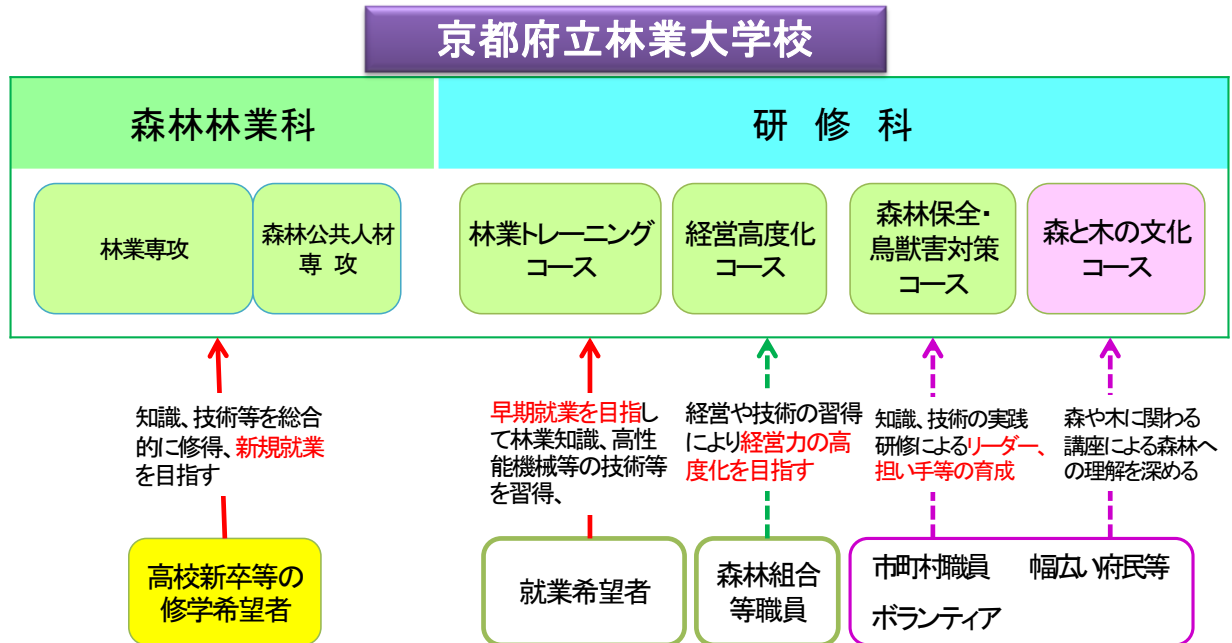 京都府立林業大学校
森林林業科
研 修 科
林業専攻
森林公共人材
専 攻
林業トレーニング
コース
経営高度化
コース
森林保全・
鳥獣害対策
コース
森と木の文化
コース
知識、技術等を総合
的に修得、新規就業
を目指す
早期就業を目指し
て林業知識、高性
能機械等の技術等
を習得、
経営や技術の習得
により経営力の高
度化を目指す
知識、技術の実践
研修によるリーダー、
担い手等の育成
森や木に関わる
講座による森林へ
の理解を深める
高校新卒等の
修学希望者
就業希望者
森林組合
等職員
市町村職員
幅広い府民等
ボランティア